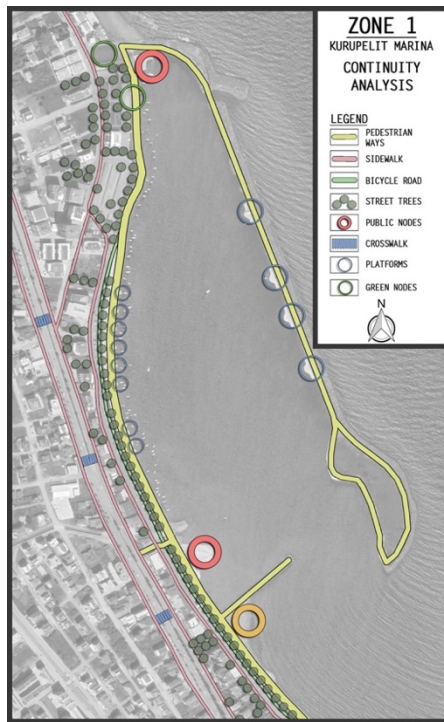 ZONE 1
KURUPELIT MARINA
CONTINUITY
ANALYSIS
LEGEND
PEDESTRIAN
WAYS
SIDEWALK
BICYCLE ROAD
STREET TREES
PUBLIC NODES
CROSSWALK
PLATFORMS
GREEN NODES
N